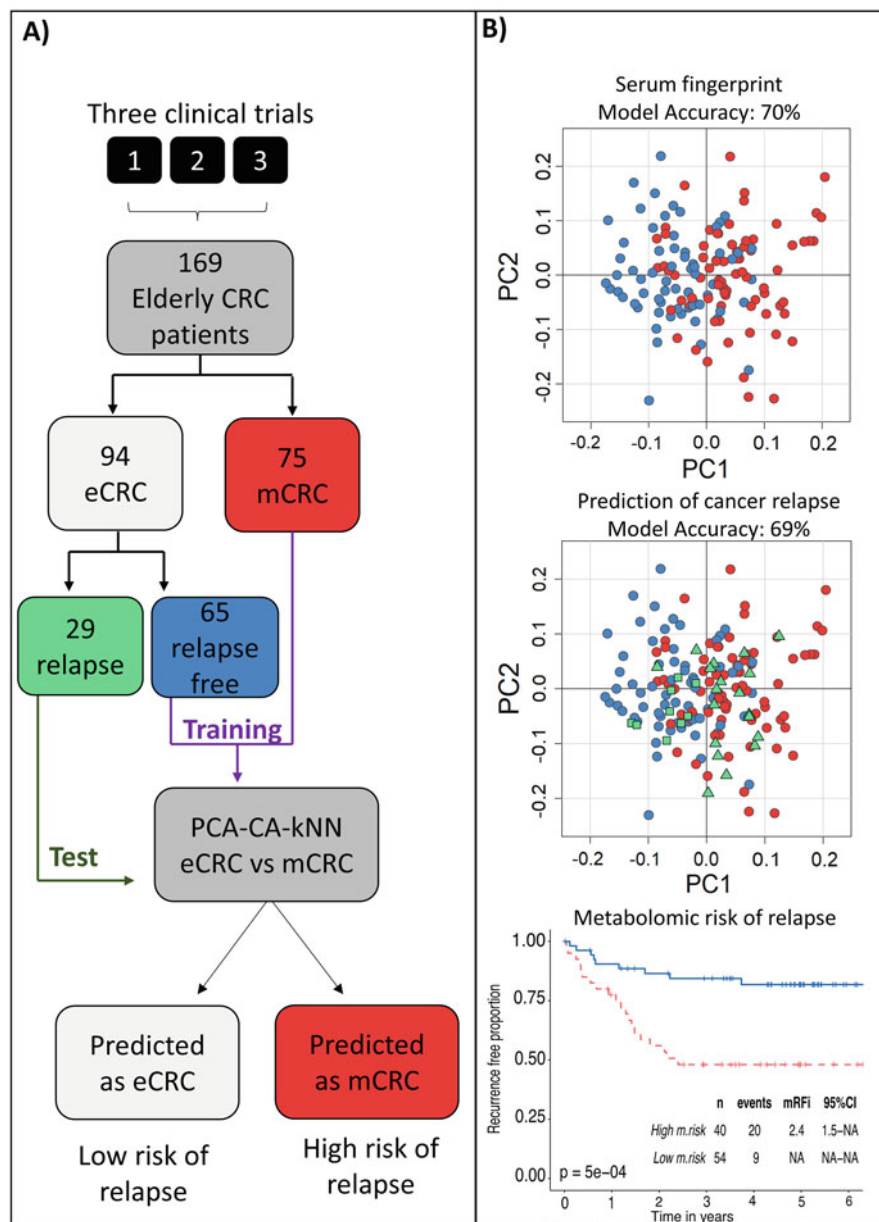 A)
Three clinical trials
1 2 3
169
Elderly CRC
patients
94
eCRC
75
mCRC
29
relapse
65
relapse
free
Training
Test
PCA-CA-kNN
eCRC vs mCRC
Predicted
as eCRC
Predicted
as mCRC
Low risk of
relapse
High risk of
relapse
B)
Serum fingerprint
Model Accuracy: 70%
PC2
0.2
0.1
0.0
-0.1
-0.2
-0.2 -0.1 0.0 0.1 0.2
PC1
Prediction of cancer relapse
Model Accuracy: 69%
PC2
0.2
0.1
0.0
-0.1
-0.2
-0.2 -0.1 0.0 0.1 0.2
PC1
Metabolomic risk of relapse
Recurrence free proportion
1.00
0.75
0.50
0.25
0.00
n events mRFi 95%CI
High m.risk 40 20 2.4 1.5–NA
Low m.risk 54 9 NA NA–NA
p = 5e−04
0 1 2 3 4 5 6
Time in years